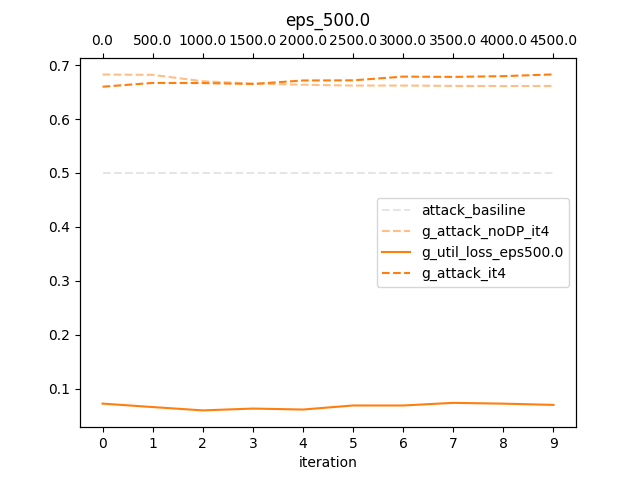 eps_500.0
0.0 500.0 1000.0 1500.0 2000.0 2500.0 3000.0 3500.0 4000.0 4500.0
0.7
0.6
0.5
0.4
0.3
0.2
0.1
attack_basiline
g_attack_noDP_it4
g_util_loss_eps500.0
g_attack_it4
0 1 2 3 4 5 6 7 8 9
iteration